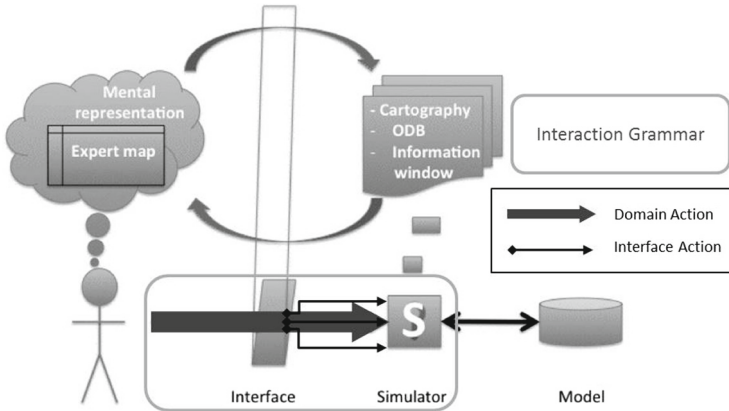 Mental
representation
Expert map
- Cartography
- ODB
- Information
window
Interaction Grammar
Domain Action
Interface Action
S
Interface
Simulator
Model